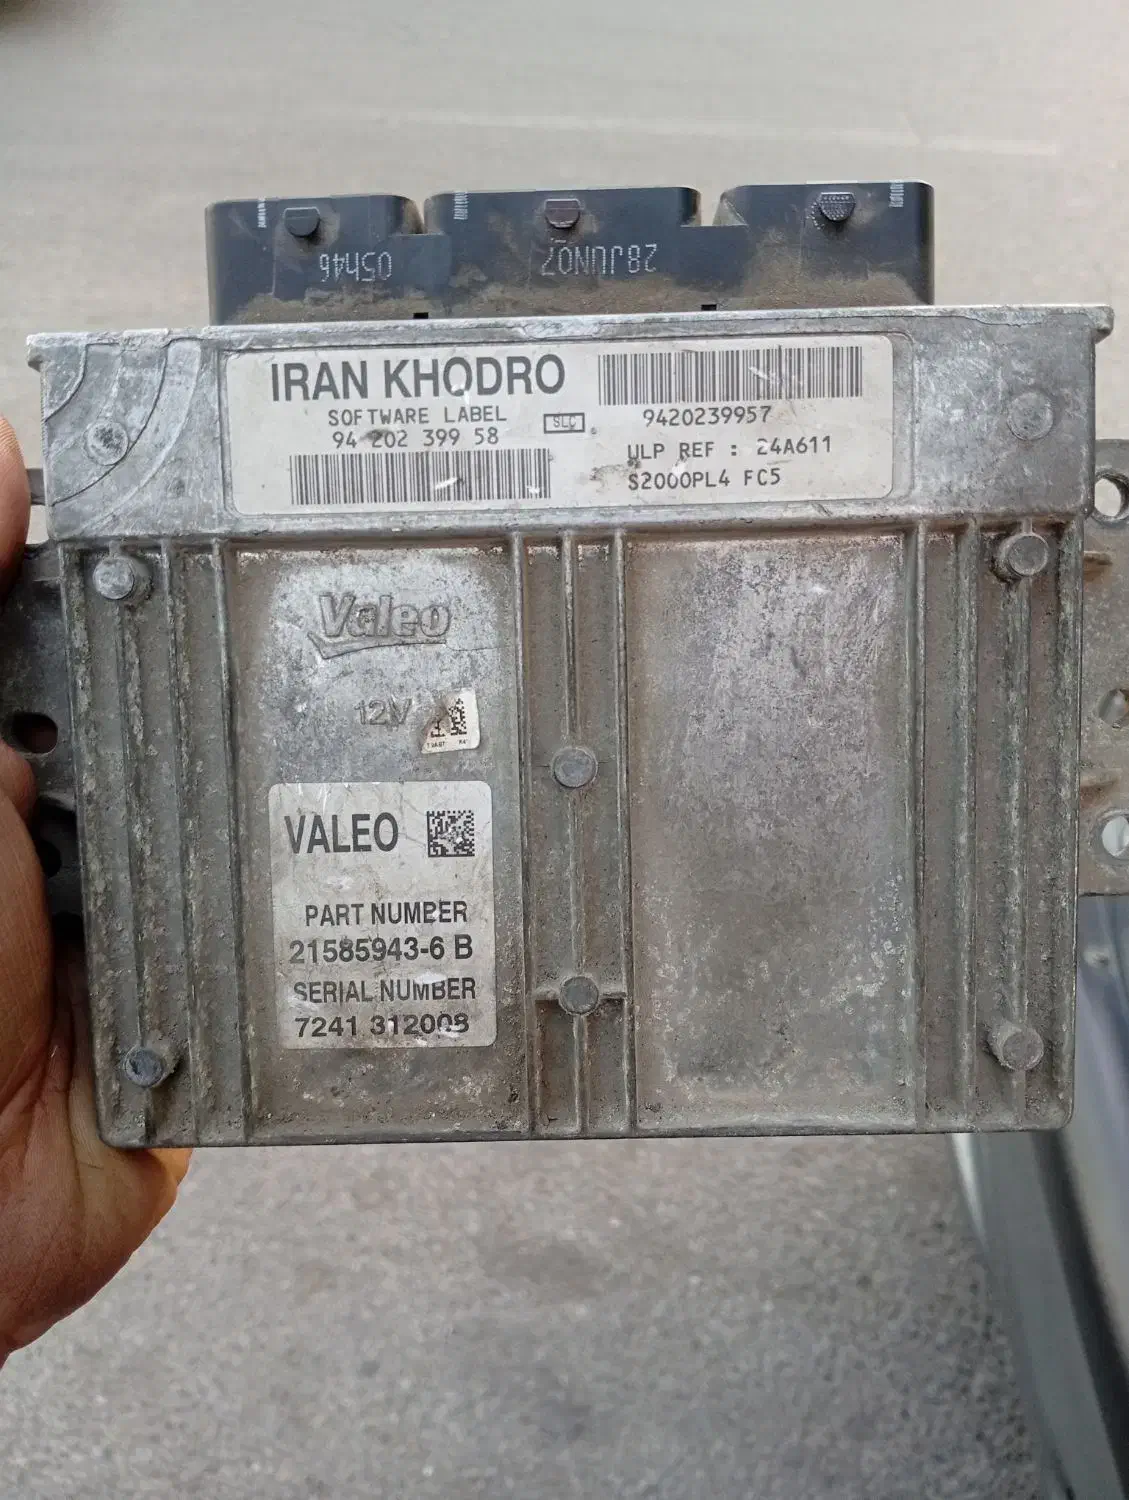 05h46
28JUN07
IRAN KHODRO
SOFTWARE LABEL
94 202 399 58
SLC
9420239957
ULP REF : 24A611
S2000PL4 FC5
Valeo
12V
VALEO
PART NUMBER
21585943-6 B
SERIAL NUMBER
7241 312008